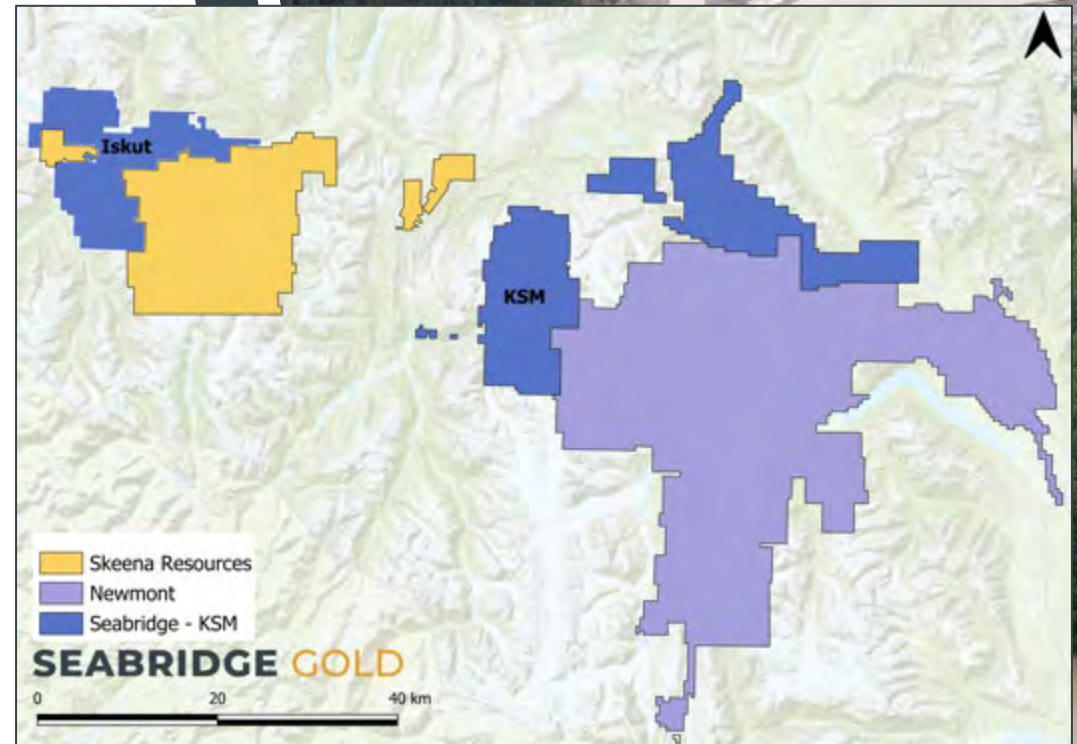 Iskut
KSM
Skeena Resources
Newmont
Seabridge - KSM
SEABRIDGE GOLD
0 20 40 km